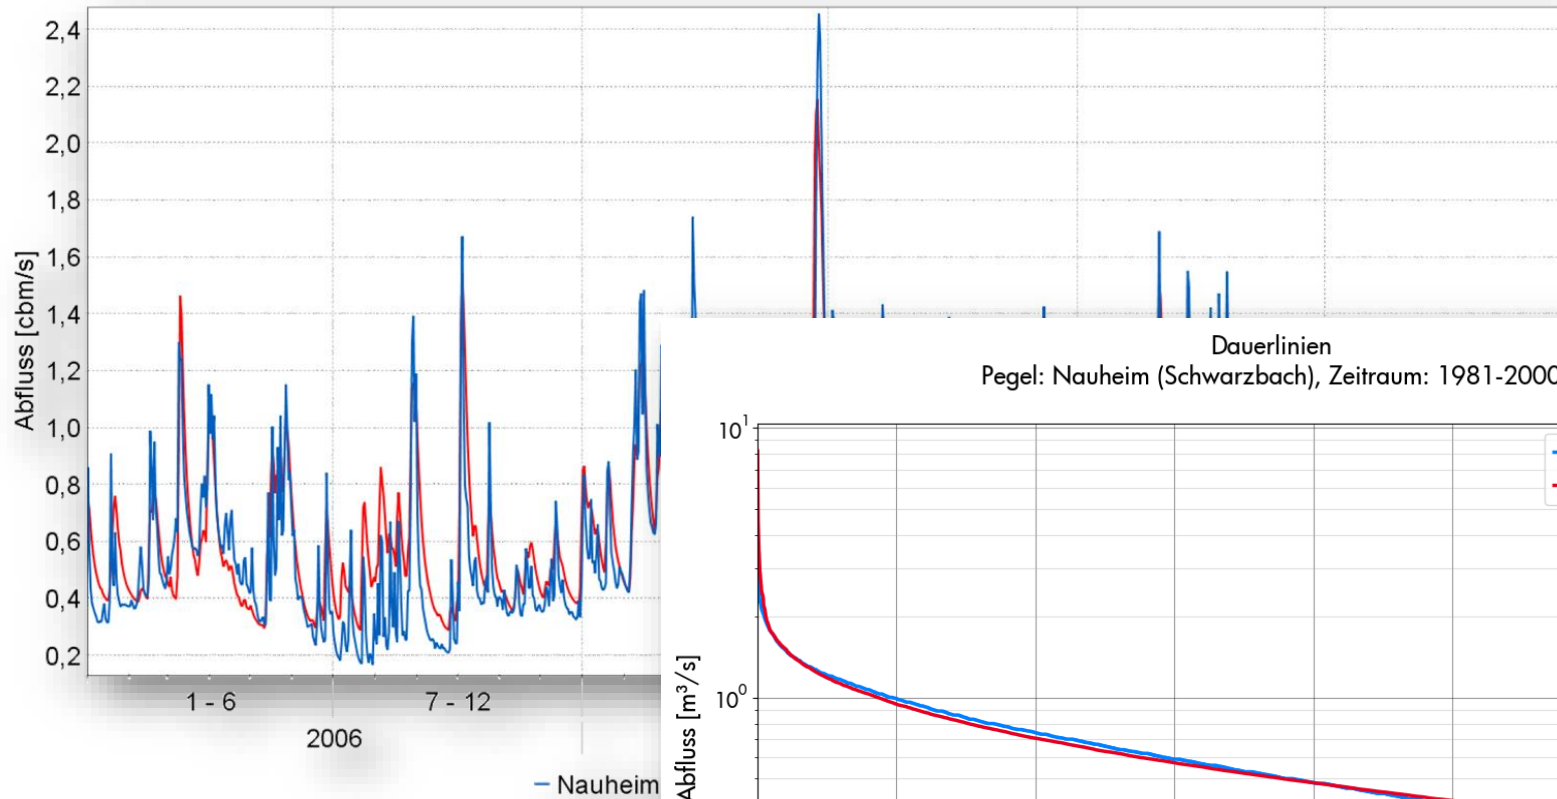 2,4
2,2
2,0
1,8
1,6
1,4
1,2
1,0
0,8
0,6
0,4
0,2
Abfluss [cbm/s]
1 - 6
7 - 12
2006
Nauheim
Dauerlinien
Pegel: Nauheim (Schwarzbach), Zeitraum: 1981-2000
10¹
10⁰
Abfluss [m³/s]